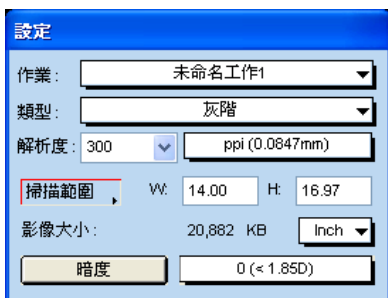 設定
作業: 未命名工作1
類型: 灰階
解析度: 300 ppi (0.0847mm)
掃描範圍 W: 14.00 H: 16.97
影像大小: 20,882 KB Inch
暗度 0 (< 1.85D)